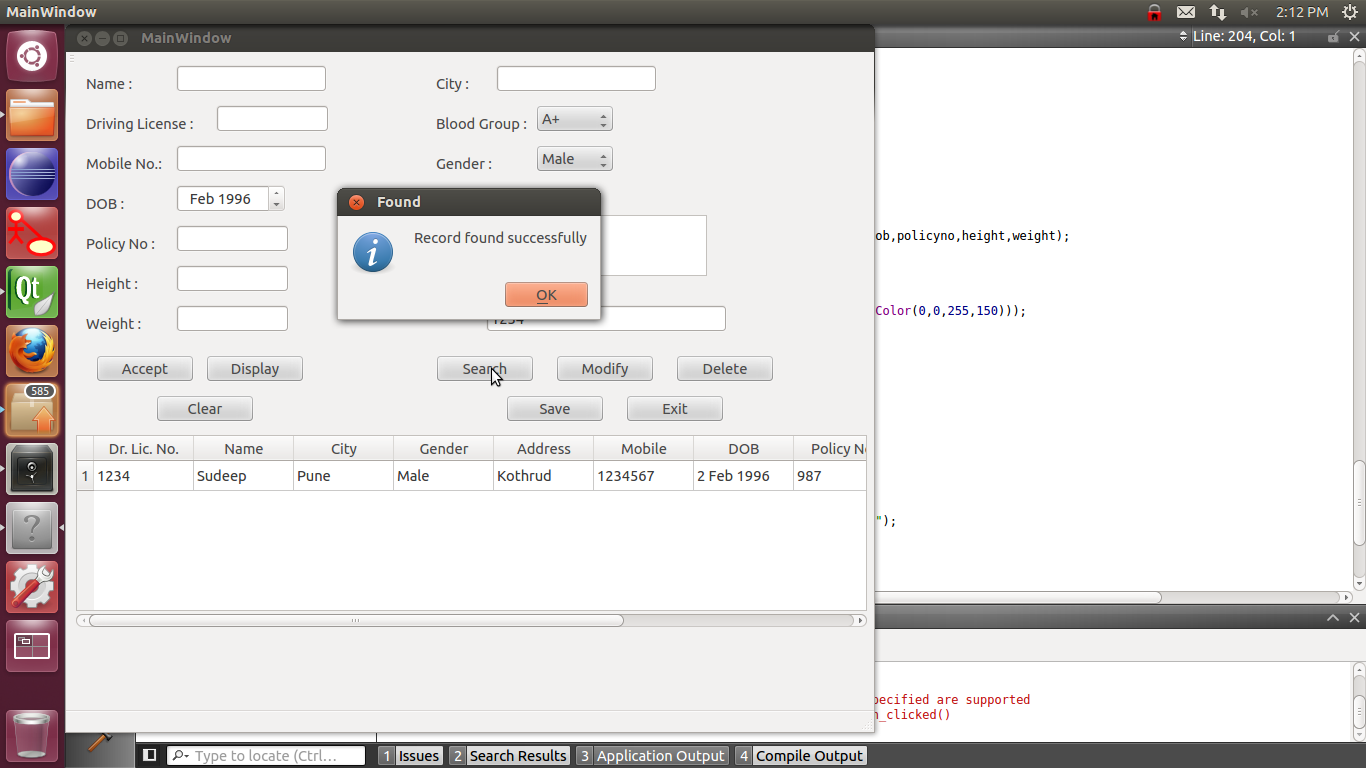 MainWindow
2:12 PM
MainWindow
Line: 204, Col: 1
Name :
City :
Driving License :
Blood Group :
A+
Mobile No.:
Gender :
Male
DOB :
Feb 1996
Found
Policy No :
Record found successfully
ob,policyno,height,weight);
Height :
OK
Color(0,0,255,150)));
Weight :
1234
Accept
Display
Search
Modify
Delete
585
Clear
Save
Exit
Dr. Lic. No. Name City Gender Address Mobile DOB Policy N
1 1234 Sudeep Pune Male Kothrud 1234567 2 Feb 1996 987
");
ecified are supported
n_clicked()
Type to locate (Ctrl...
1 Issues 2 Search Results 3 Application Output 4 Compile Output
Qt